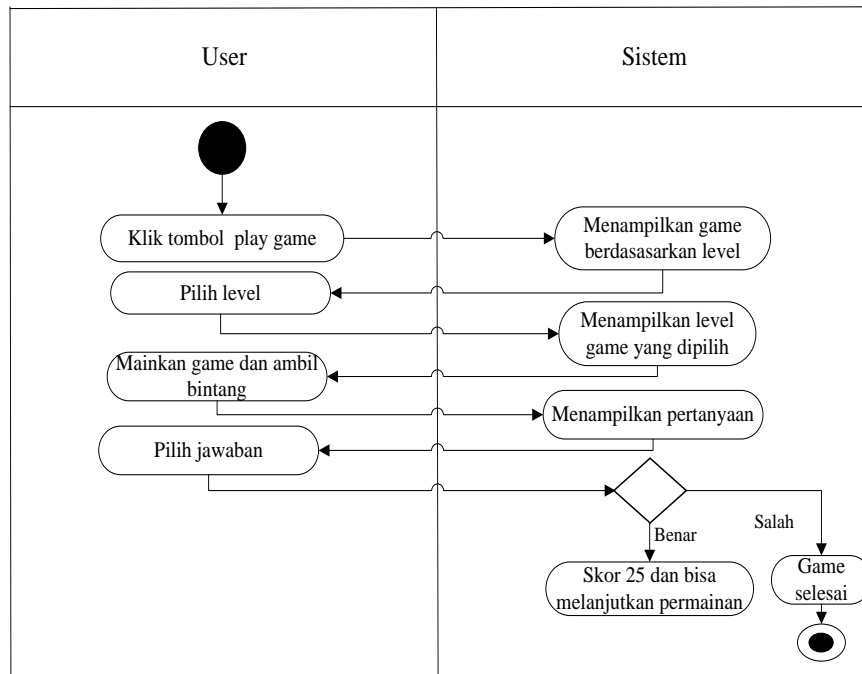 User
Sistem
Klik tombol play game
Menampilkan game
berdasasarkan level
Pilih level
Menampilkan level
game yang dipilih
Mainkan game dan ambil
bintang
Menampilkan pertanyaan
Pilih jawaban
Benar
Salah
Skor 25 dan bisa
melanjutkan permainan
Game
selesai